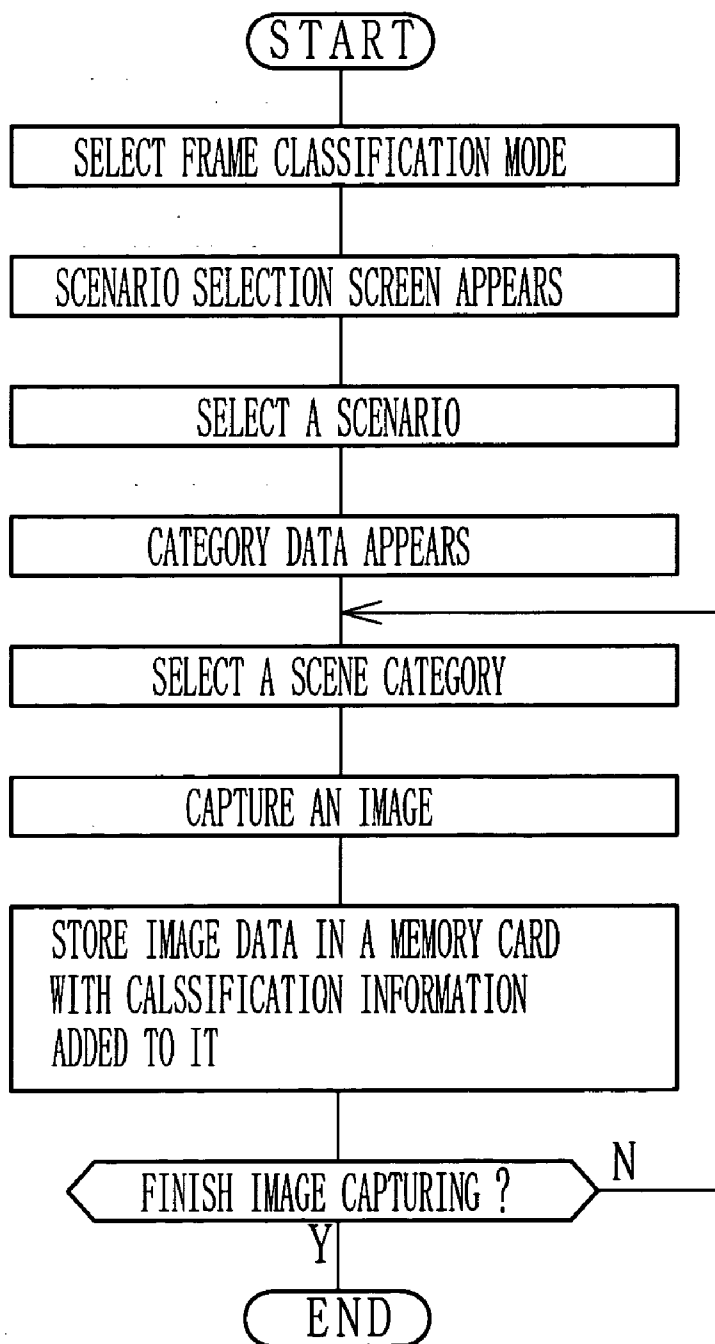 START
SELECT FRAME CLASSIFICATION MODE
SCENARIO SELECTION SCREEN APPEARS
SELECT A SCENARIO
CATEGORY DATA APPEARS
SELECT A SCENE CATEGORY
CAPTURE AN IMAGE
STORE IMAGE DATA IN A MEMORY CARD
WITH CALSSIFICATION INFORMATION
ADDED TO IT
FINISH IMAGE CAPTURING ?
N
Y
END